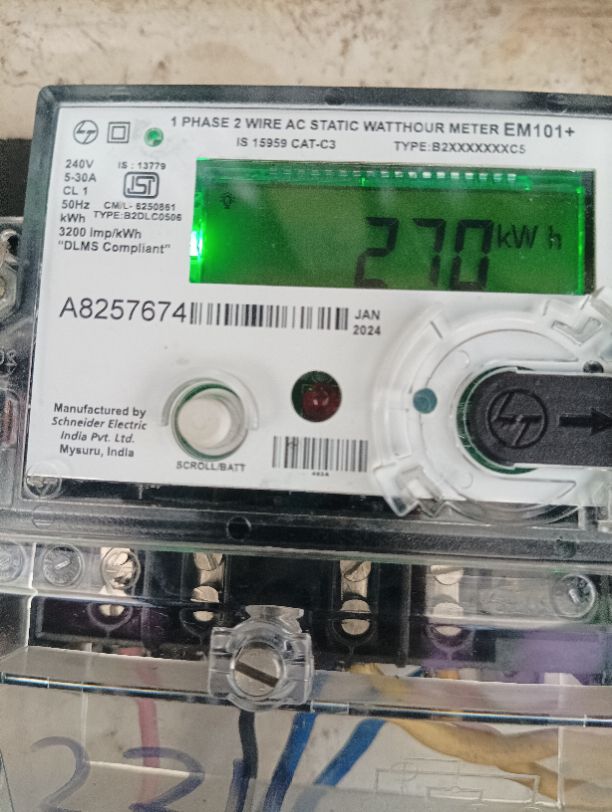 1 PHASE 2 WIRE AC STATIC WATTHOUR METER EM101+
IS 15959 CAT-C3 TYPE:B2XXXXXXXC5
240V IS : 13779
5-30A
CL 1
50Hz CM/L- 6250861
kWh TYPE:B2DLC0506
3200 imp/kWh
"DLMS Compliant"
270 kWh
A8257674 JAN
2024
Manufactured by
Schneider Electric
India Pvt. Ltd.
Mysuru, India
SCROLL/BATT